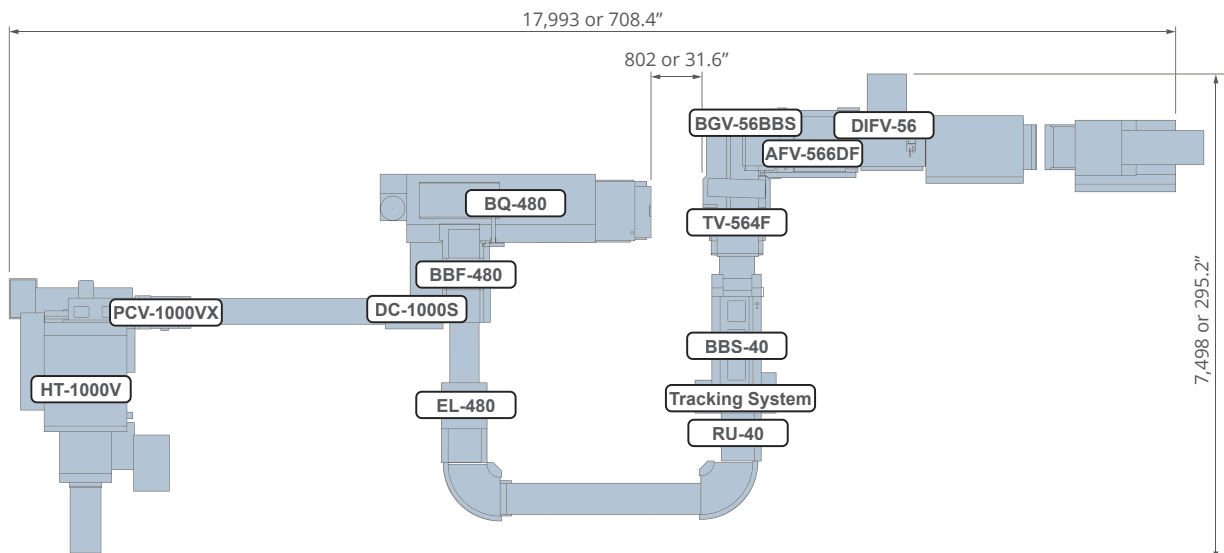 17,993 or 708.4”
802 or 31.6”
BGV-56BBS
DIFV-56
AFV-566DF
BQ-480
TV-564F
BBF-480
PCV-1000VX
DC-1000S
BBS-40
HT-1000V
EL-480
Tracking System
RU-40
7,498 or 295.2”